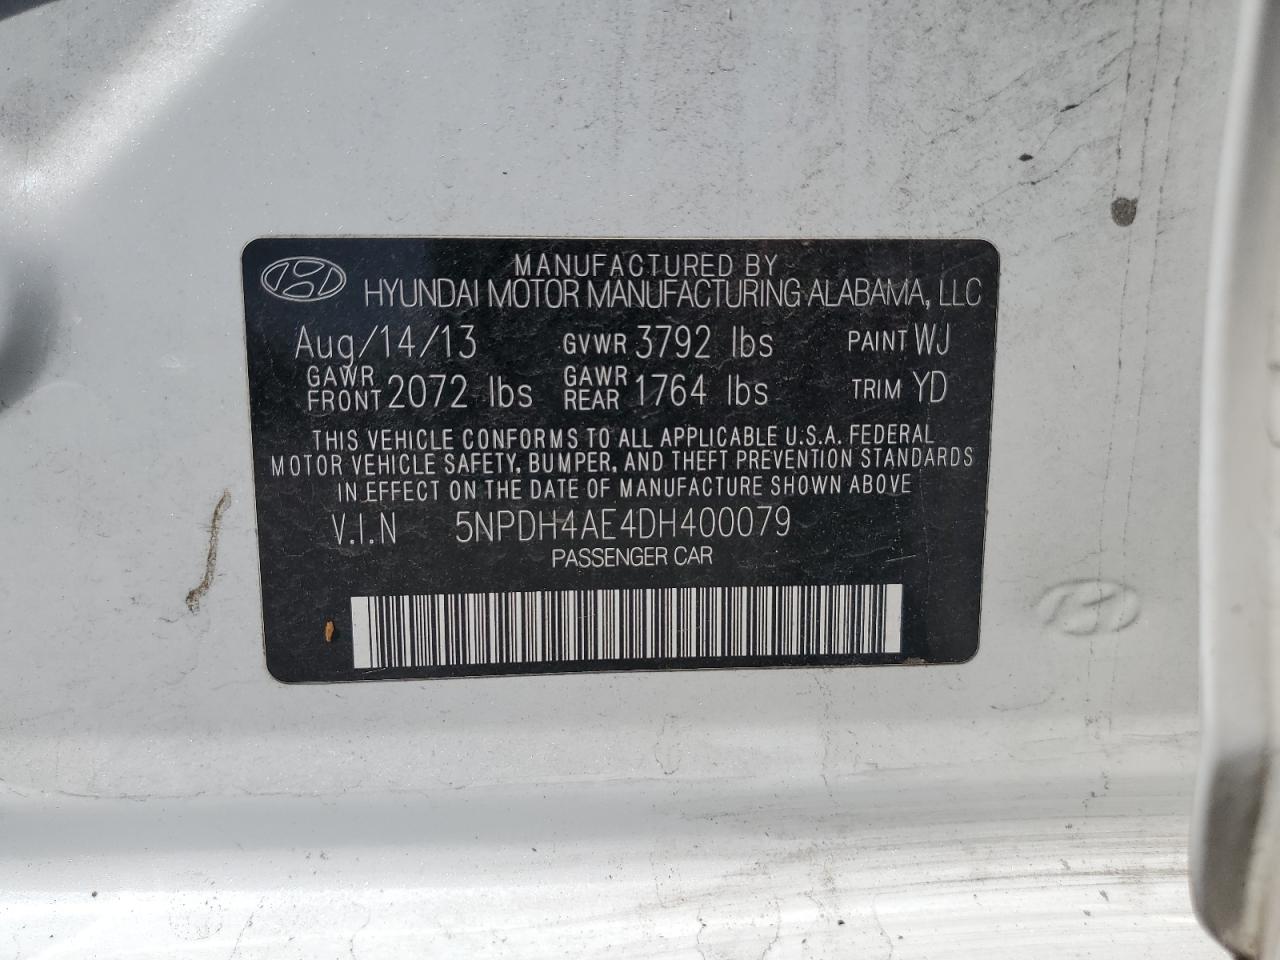 MANUFACTURED BY
HYUNDAI MOTOR MANUFACTURING ALABAMA, LLC
Aug/14/13 GVWR 3792 lbs PAINT WJ
GAWR FRONT 2072 lbs GAWR REAR 1764 lbs TRIM YD
THIS VEHICLE CONFORMS TO ALL APPLICABLE U.S.A. FEDERAL
MOTOR VEHICLE SAFETY, BUMPER, AND THEFT PREVENTION STANDARDS
IN EFFECT ON THE DATE OF MANUFACTURE SHOWN ABOVE
V.I.N 5NPDH4AE4DH400079
PASSENGER CAR